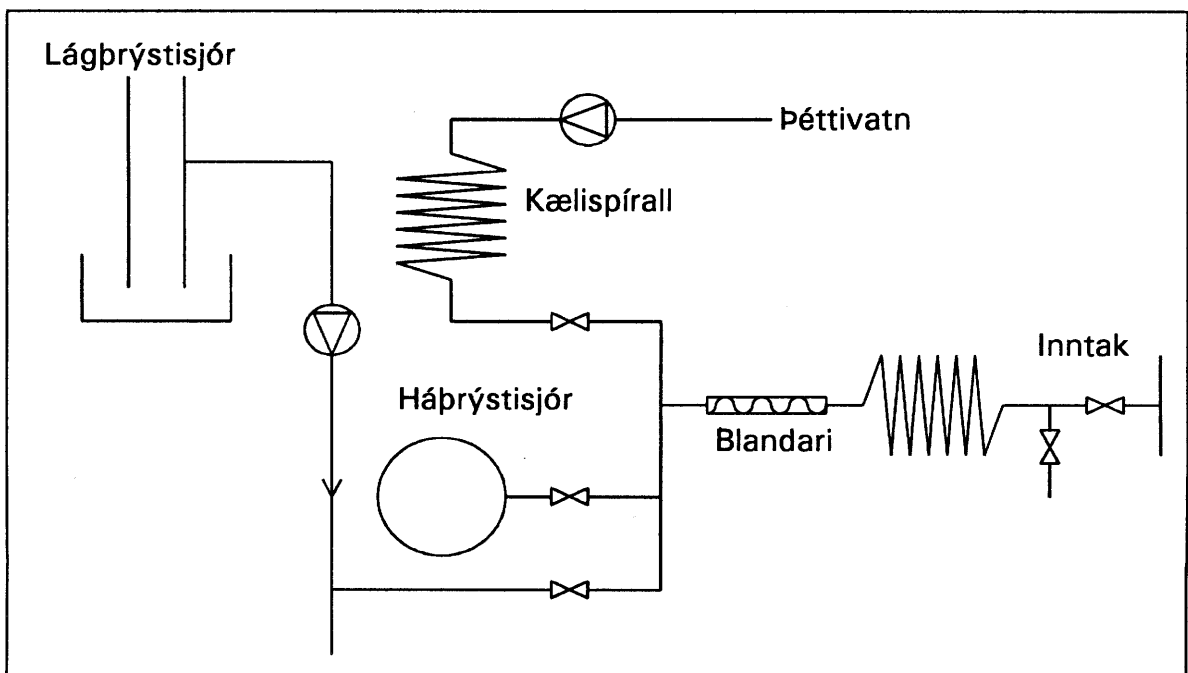 Lágþrýstisjór
Þéttivatn
Kælispírall
Inntak
Háþrýstisjór
Blandari